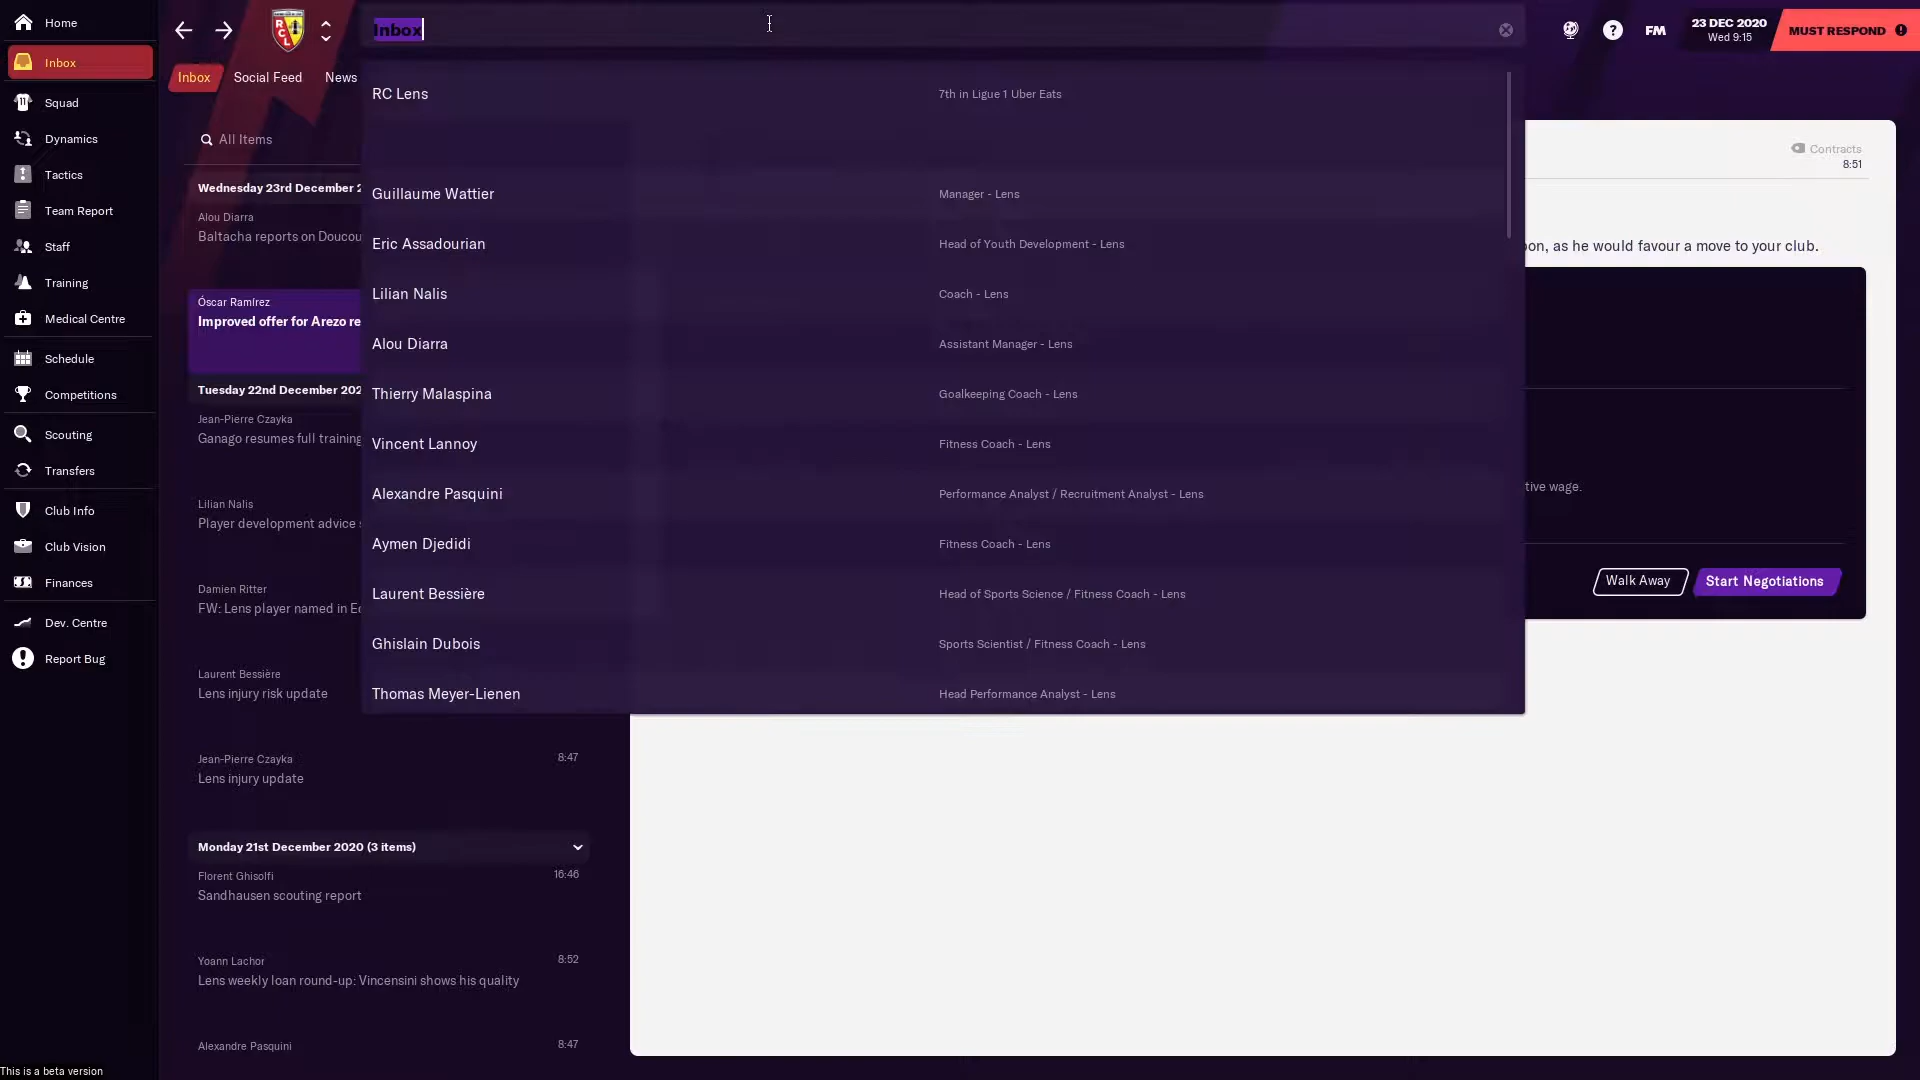 Home
Inbox
Squad
Dynamics
Tactics
Team Report
Staff
Training
Medical Centre
Schedule
Competitions
Scouting
Transfers
Club Info
Club Vision
Finances
Dev. Centre
Report Bug
This is a beta version
Inbox
FM
23 DEC 2020
Wed 9:15
MUST RESPOND
Inbox
Social Feed
News
All Items
Wednesday 23rd December 2
Alou Diarra
Baltacha reports on Doucou
Óscar Ramírez
Improved offer for Arezo re
Tuesday 22nd December 202
Jean-Pierre Czayka
Ganago resumes full training
Lilian Nalis
Player development advice s
Damien Ritter
FW: Lens player named in Ec
Laurent Bessière
Lens injury risk update
Jean-Pierre Czayka 8:47
Lens injury update
Monday 21st December 2020 (3 items)
Florent Ghisolfi 16:46
Sandhausen scouting report
Yoann Lachor 8:52
Lens weekly loan round-up: Vincensini shows his quality
Alexandre Pasquini 8:47
RC Lens 7th in Ligue 1 Uber Eats
Guillaume Wattier Manager - Lens
Eric Assadourian Head of Youth Development - Lens
Lilian Nalis Coach - Lens
Alou Diarra Assistant Manager - Lens
Thierry Malaspina Goalkeeping Coach - Lens
Vincent Lannoy Fitness Coach - Lens
Alexandre Pasquini Performance Analyst / Recruitment Analyst - Lens
Aymen Djedidi Fitness Coach - Lens
Laurent Bessière Head of Sports Science / Fitness Coach - Lens
Ghislain Dubois Sports Scientist / Fitness Coach - Lens
Thomas Meyer-Lienen Head Performance Analyst - Lens
Contracts
8:51
oon, as he would favour a move to your club.
tive wage.
Walk Away
Start Negotiations